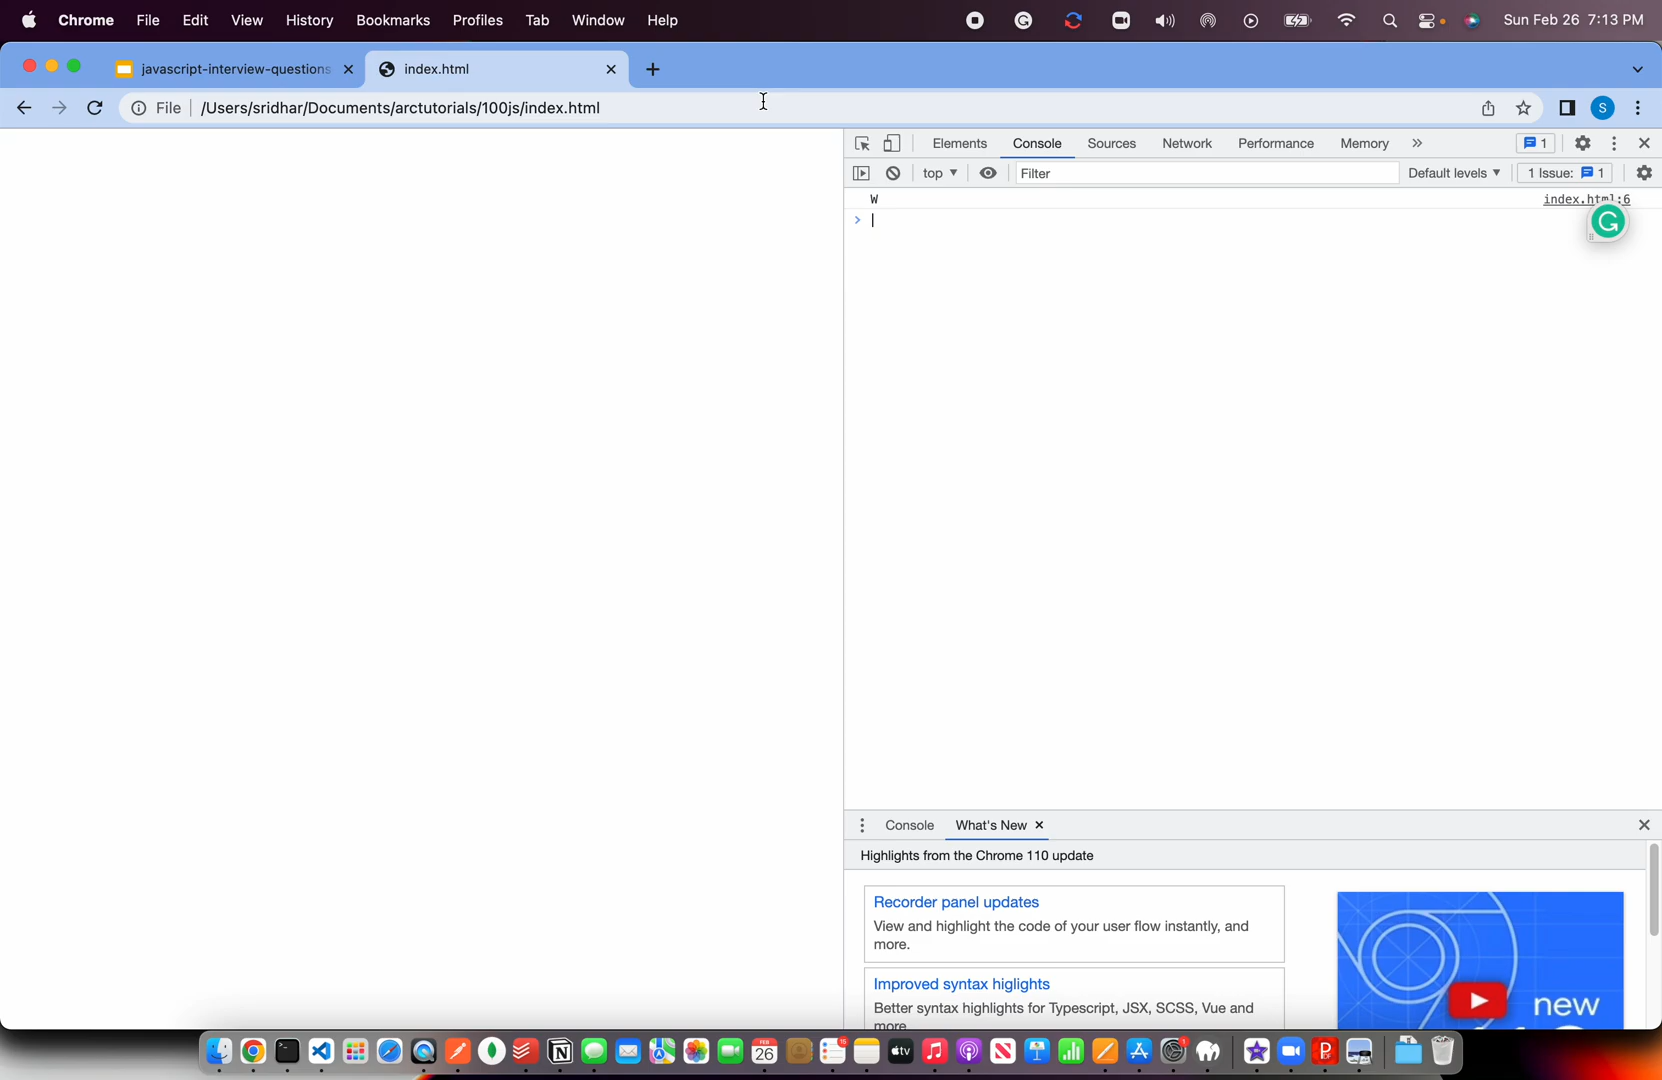 Chrome File Edit View History Bookmarks Profiles Tab Window Help Sun Feb 26 7:13 PM
javascript-interview-questions index.html
File /Users/sridhar/Documents/arctutorials/100js/index.html S
Elements Console Sources Network Performance Memory 1
top Filter Default levels 1 Issue: 1
W index.html:6
Console What's New
Highlights from the Chrome 110 update
Recorder panel updates
View and highlight the code of your user flow instantly, and
more.
Improved syntax higlights
Better syntax highlights for Typescript, JSX, SCSS, Vue and
more
new